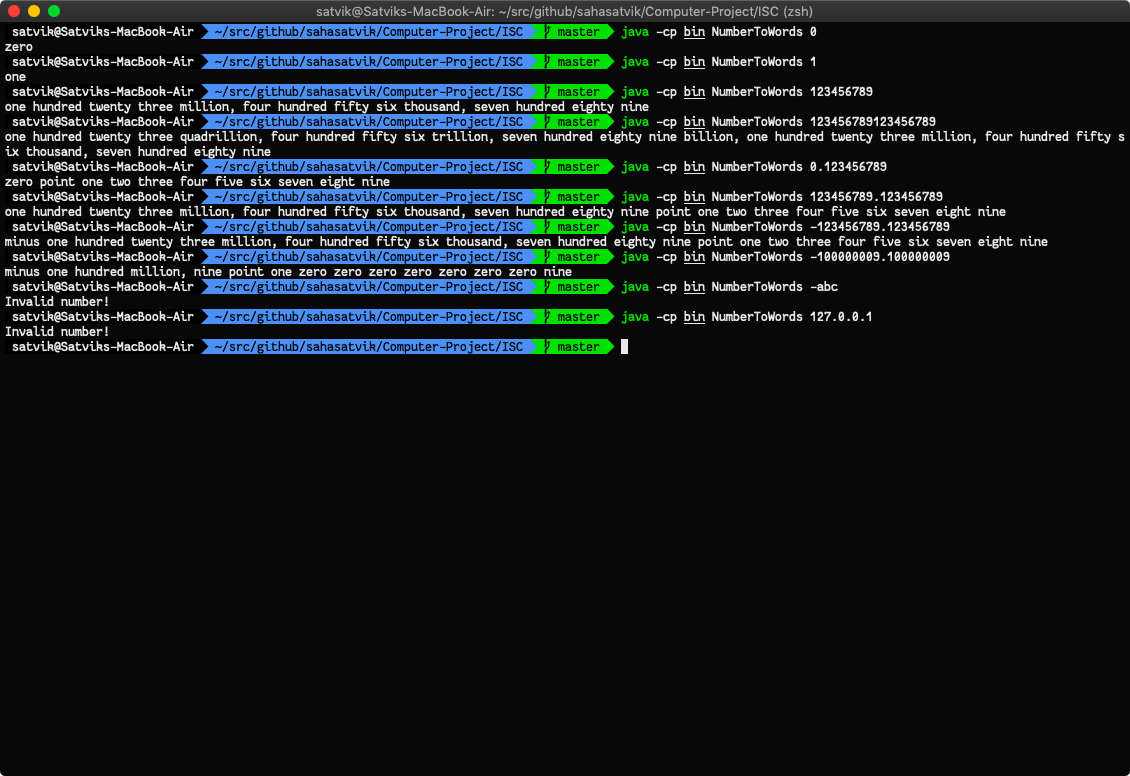 satvik@Satviks-MacBook-Air: ~/src/github/sahasatvik/Computer-Project/ISC (zsh)
satvik@Satviks-MacBook-Air ~/src/github/sahasatvik/Computer-Project/ISC master java -cp bin NumberToWords 0
zero
satvik@Satviks-MacBook-Air ~/src/github/sahasatvik/Computer-Project/ISC master java -cp bin NumberToWords 1
one
satvik@Satviks-MacBook-Air ~/src/github/sahasatvik/Computer-Project/ISC master java -cp bin NumberToWords 123456789
one hundred twenty three million, four hundred fifty six thousand, seven hundred eighty nine
satvik@Satviks-MacBook-Air ~/src/github/sahasatvik/Computer-Project/ISC master java -cp bin NumberToWords 123456789123456789
one hundred twenty three quadrillion, four hundred fifty six trillion, seven hundred eighty nine billion, one hundred twenty three million, four hundred fifty s
ix thousand, seven hundred eighty nine
satvik@Satviks-MacBook-Air ~/src/github/sahasatvik/Computer-Project/ISC master java -cp bin NumberToWords 0.123456789
zero point one two three four five six seven eight nine
satvik@Satviks-MacBook-Air ~/src/github/sahasatvik/Computer-Project/ISC master java -cp bin NumberToWords 123456789.123456789
one hundred twenty three million, four hundred fifty six thousand, seven hundred eighty nine point one two three four five six seven eight nine
satvik@Satviks-MacBook-Air ~/src/github/sahasatvik/Computer-Project/ISC master java -cp bin NumberToWords -123456789.123456789
minus one hundred twenty three million, four hundred fifty six thousand, seven hundred eighty nine point one two three four five six seven eight nine
satvik@Satviks-MacBook-Air ~/src/github/sahasatvik/Computer-Project/ISC master java -cp bin NumberToWords -100000009.100000009
minus one hundred million, nine point one zero zero zero zero zero zero zero nine
satvik@Satviks-MacBook-Air ~/src/github/sahasatvik/Computer-Project/ISC master java -cp bin NumberToWords -abc
Invalid number!
satvik@Satviks-MacBook-Air ~/src/github/sahasatvik/Computer-Project/ISC master java -cp bin NumberToWords 127.0.0.1
Invalid number!
satvik@Satviks-MacBook-Air ~/src/github/sahasatvik/Computer-Project/ISC master